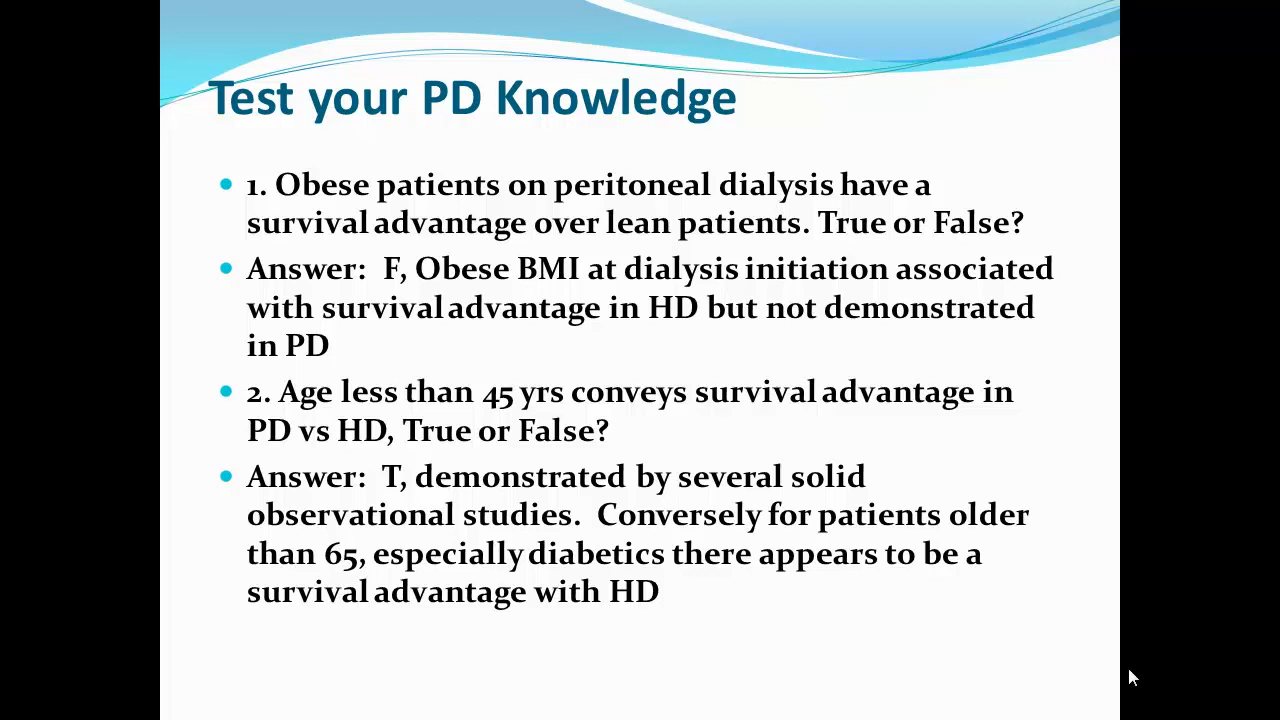 Test your PD Knowledge
• 1. Obese patients on peritoneal dialysis have a
survival advantage over lean patients. True or False?
• Answer:  F, Obese BMI at dialysis initiation associated
with survival advantage in HD but not demonstrated
in PD
• 2. Age less than 45 yrs conveys survival advantage in
PD vs HD, True or False?
• Answer:  T, demonstrated by several solid
observational studies.  Conversely for patients older
than 65, especially diabetics there appears to be a
survival advantage with HD